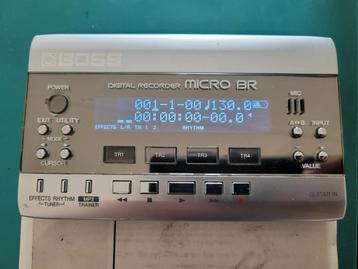 BOSS
DIGITAL RECORDER MICRO BR
POWER
001-1-00♩130.0
00:00:00-00.0
EFFECTS L/R TR 1 2 RHYTHM
MIC
EXIT UTILITY
MODE
CURSOR
A↔B INPUT
VALUE
TR1 TR2 TR3 TR4
EFFECTS RHYTHM
TUNER
MP3
TRAINER
GUITAR IN